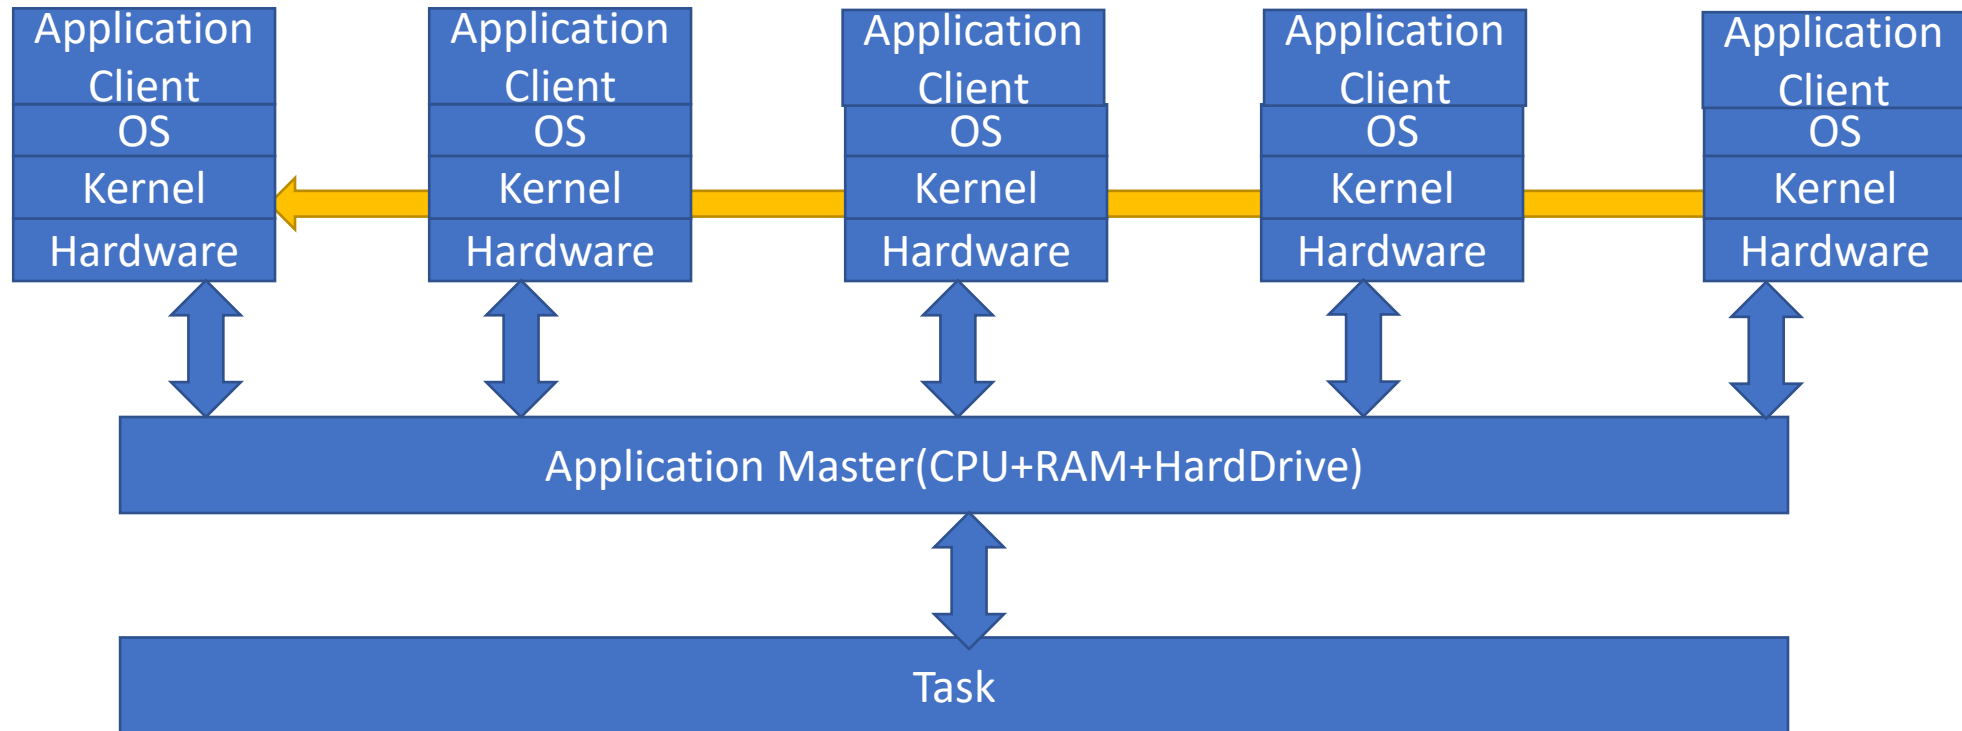 Application
Client
OS
Kernel
Hardware
Application
Client
OS
Kernel
Hardware
Application
Client
OS
Kernel
Hardware
Application
Client
OS
Kernel
Hardware
Application
Client
OS
Kernel
Hardware
Application Master(CPU+RAM+HardDrive)
Task